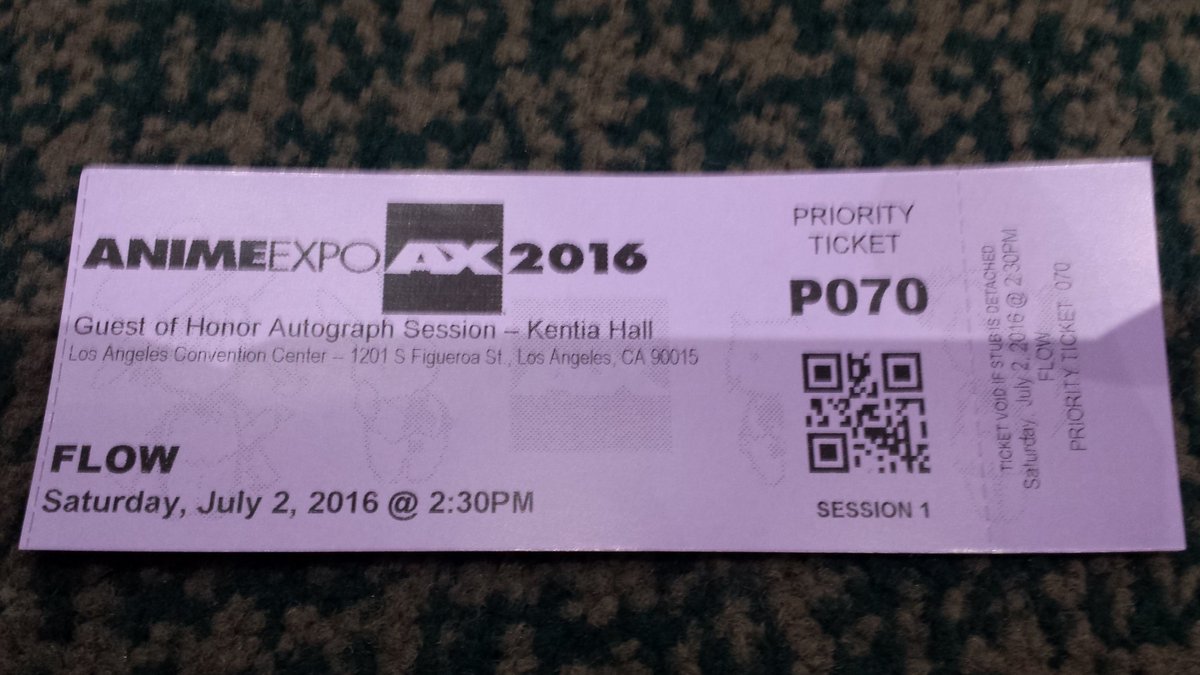 ANIMEEXPO AX 2016
Guest of Honor Autograph Session – Kentia Hall
Los Angeles Convention Center – 1201 S Figueroa St., Los Angeles, CA 90015
FLOW
Saturday, July 2, 2016 @ 2:30PM
PRIORITY
TICKET
P070
SESSION 1
TICKET VOID IF STUB IS DETACHED
Saturday, July 2, 2016 @ 2:30PM
FLOW
PRIORITY TICKET 070